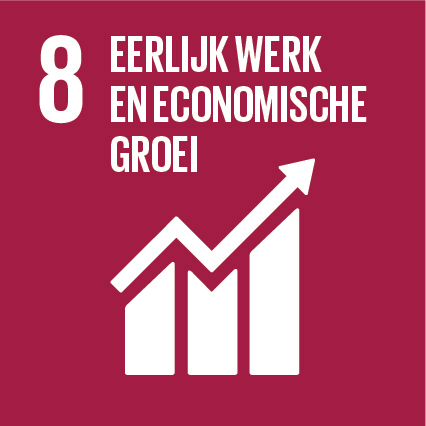 8 EERLIJK WERK
EN ECONOMISCHE
GROEI